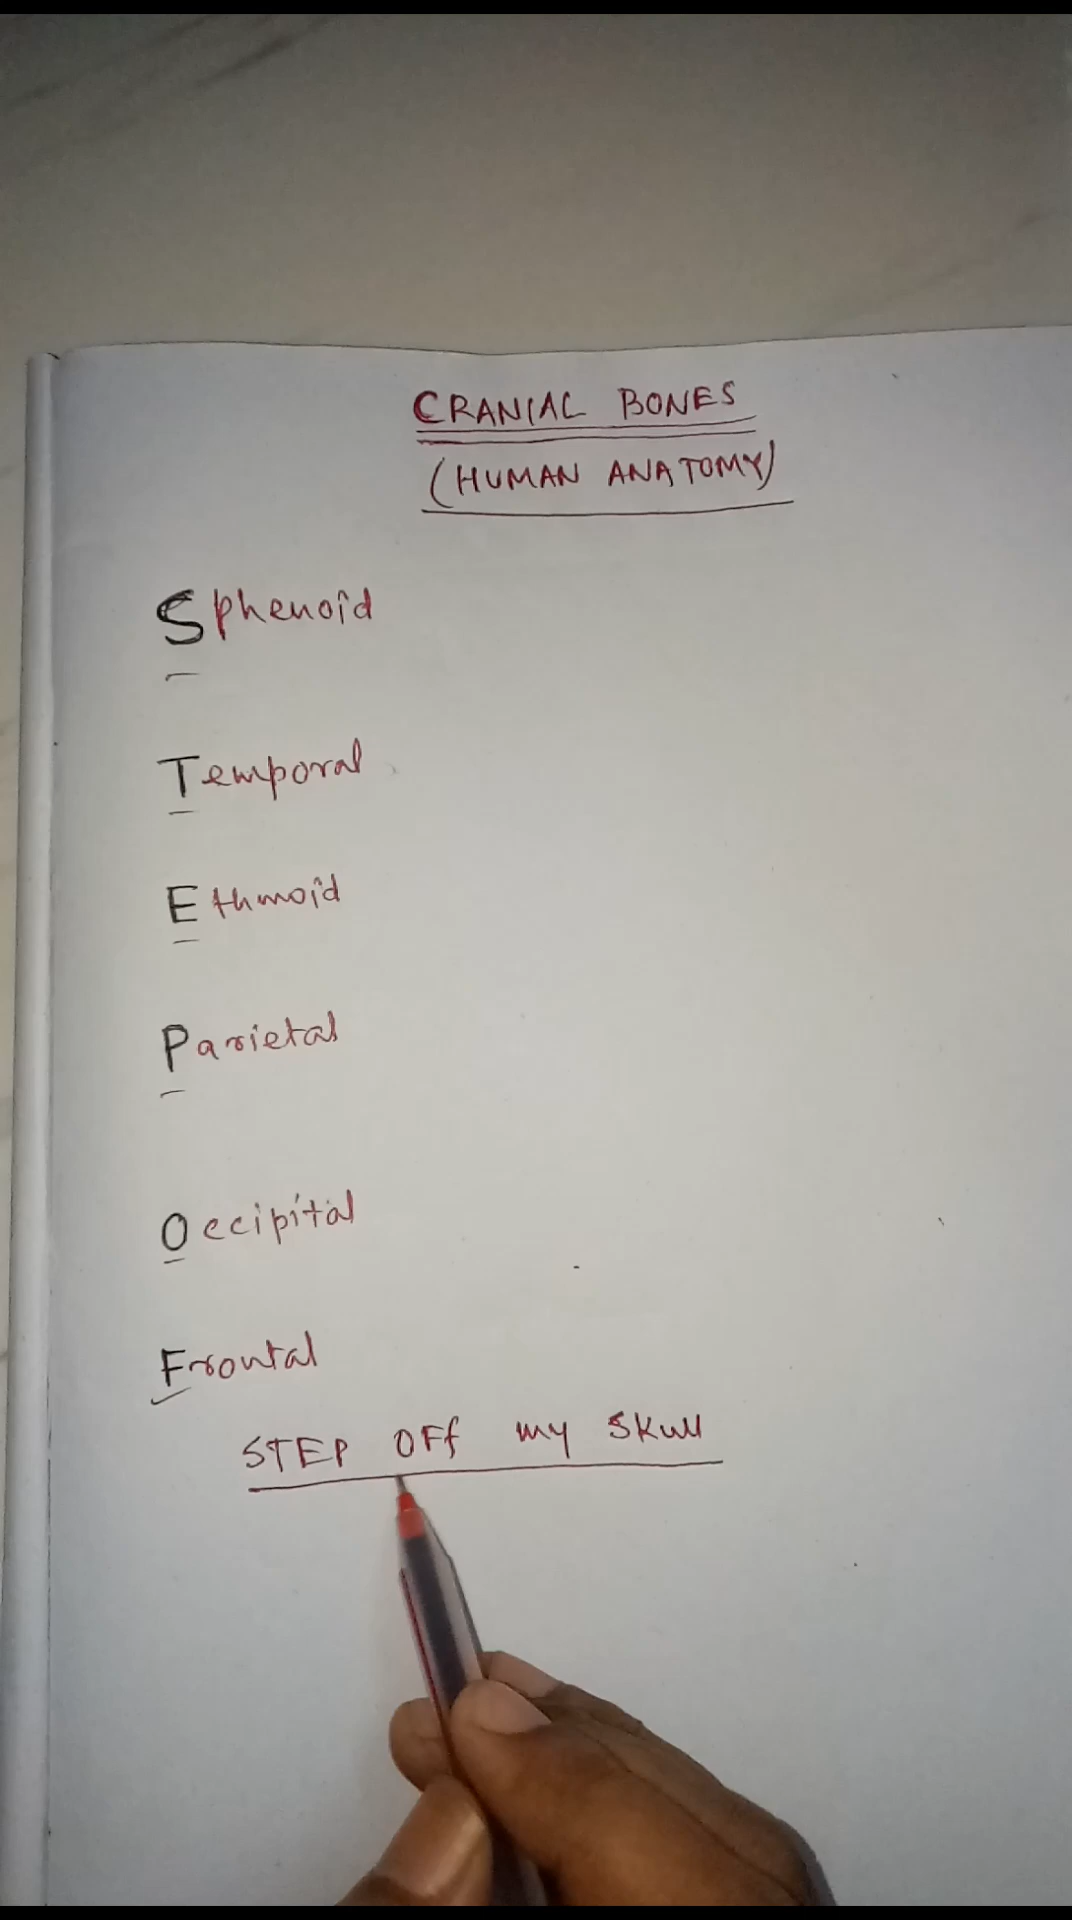 CRANIAL BONES
(HUMAN ANATOMY)
Sphenoid
Temporal
Ethmoid
Parietal
Occipital
Frontal
STEP OFf my SKull